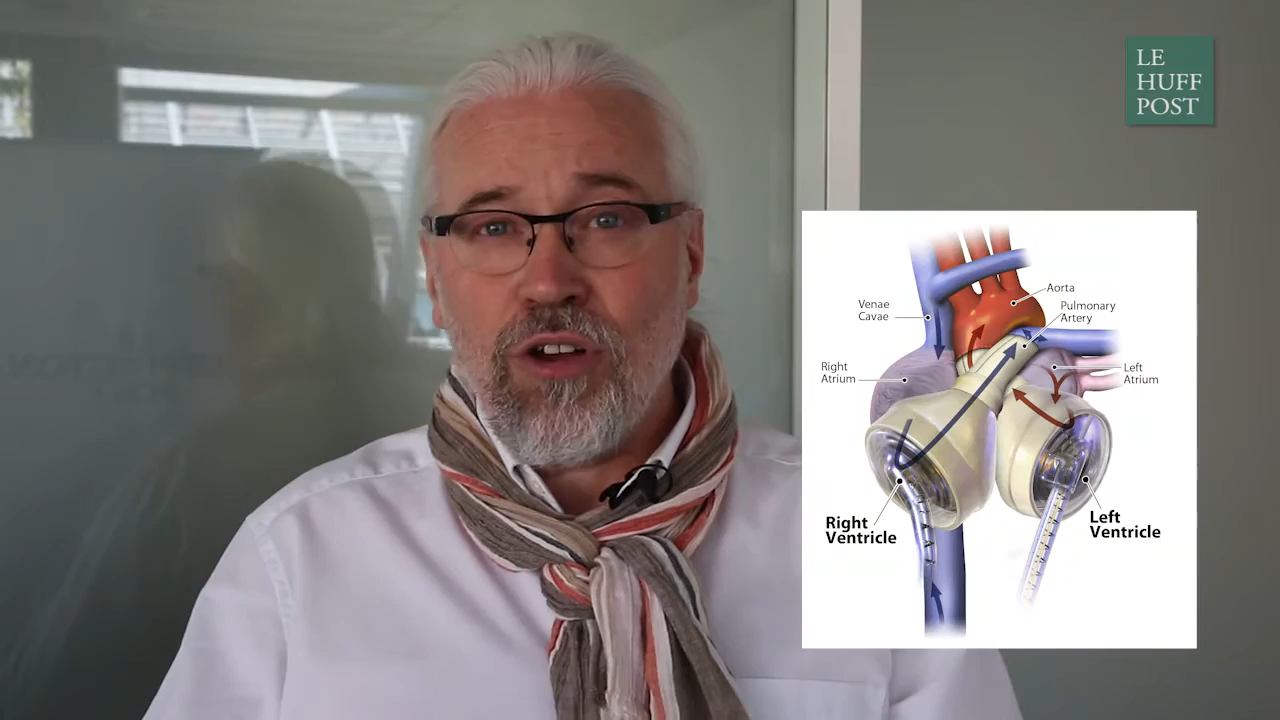 LE
HUFF
POST
Aorta
Venae
Cavae
Pulmonary
Artery
Right
Atrium
Left
Atrium
Right
Ventricle
Left
Ventricle